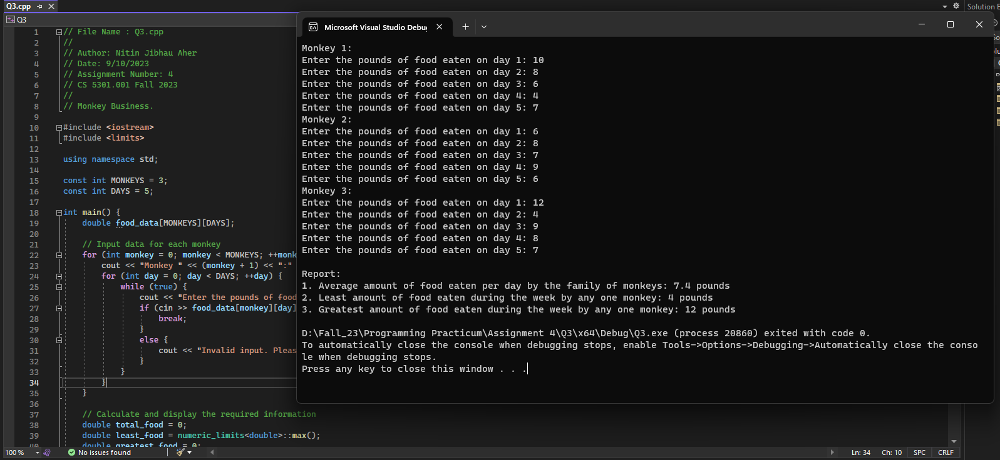 Q3.cpp
Solution E
Q3
1 // File Name : Q3.cpp
2 //
3 // Author: Nitin Jibhau Aher
4 // Date: 9/10/2023
5 // Assignment Number: 4
6 // CS 5301.001 Fall 2023
7 //
8 // Monkey Business.
9
10 #include <iostream>
11 #include <limits>
12
13 using namespace std;
14
15 const int MONKEYS = 3;
16 const int DAYS = 5;
17
18 int main() {
19 double food_data[MONKEYS][DAYS];
20
21 // Input data for each monkey
22 for (int monkey = 0; monkey < MONKEYS; ++monk
23 cout << "Monkey " << (monkey + 1) << ":"
24 for (int day = 0; day < DAYS; ++day) {
25 while (true) {
26 cout << "Enter the pounds of food
27 if (cin >> food_data[monkey][day]
28 break;
29 }
30 else {
31 cout << "Invalid input. Pleas
32 }
33 }
34 }
35 }
36
37 // Calculate and display the required information
38 double total_food = 0;
39 double least_food = numeric_limits<double>::max();
40 double greatest_food = 0;
100 %
No issues found
Ln: 34
Ch: 10
SPC
CRLF
Microsoft Visual Studio Debu
Monkey 1:
Enter the pounds of food eaten on day 1: 10
Enter the pounds of food eaten on day 2: 8
Enter the pounds of food eaten on day 3: 6
Enter the pounds of food eaten on day 4: 4
Enter the pounds of food eaten on day 5: 7
Monkey 2:
Enter the pounds of food eaten on day 1: 6
Enter the pounds of food eaten on day 2: 8
Enter the pounds of food eaten on day 3: 7
Enter the pounds of food eaten on day 4: 9
Enter the pounds of food eaten on day 5: 6
Monkey 3:
Enter the pounds of food eaten on day 1: 12
Enter the pounds of food eaten on day 2: 4
Enter the pounds of food eaten on day 3: 9
Enter the pounds of food eaten on day 4: 8
Enter the pounds of food eaten on day 5: 7

Report:
1. Average amount of food eaten per day by the family of monkeys: 7.4 pounds
2. Least amount of food eaten during the week by any one monkey: 4 pounds
3. Greatest amount of food eaten during the week by any one monkey: 12 pounds

D:\Fall_23\Programming Practicum\Assignment 4\Q3\x64\Debug\Q3.exe (process 20860) exited with code 0.
To automatically close the console when debugging stops, enable Tools->Options->Debugging->Automatically close the conso
le when debugging stops.
Press any key to close this window . . .